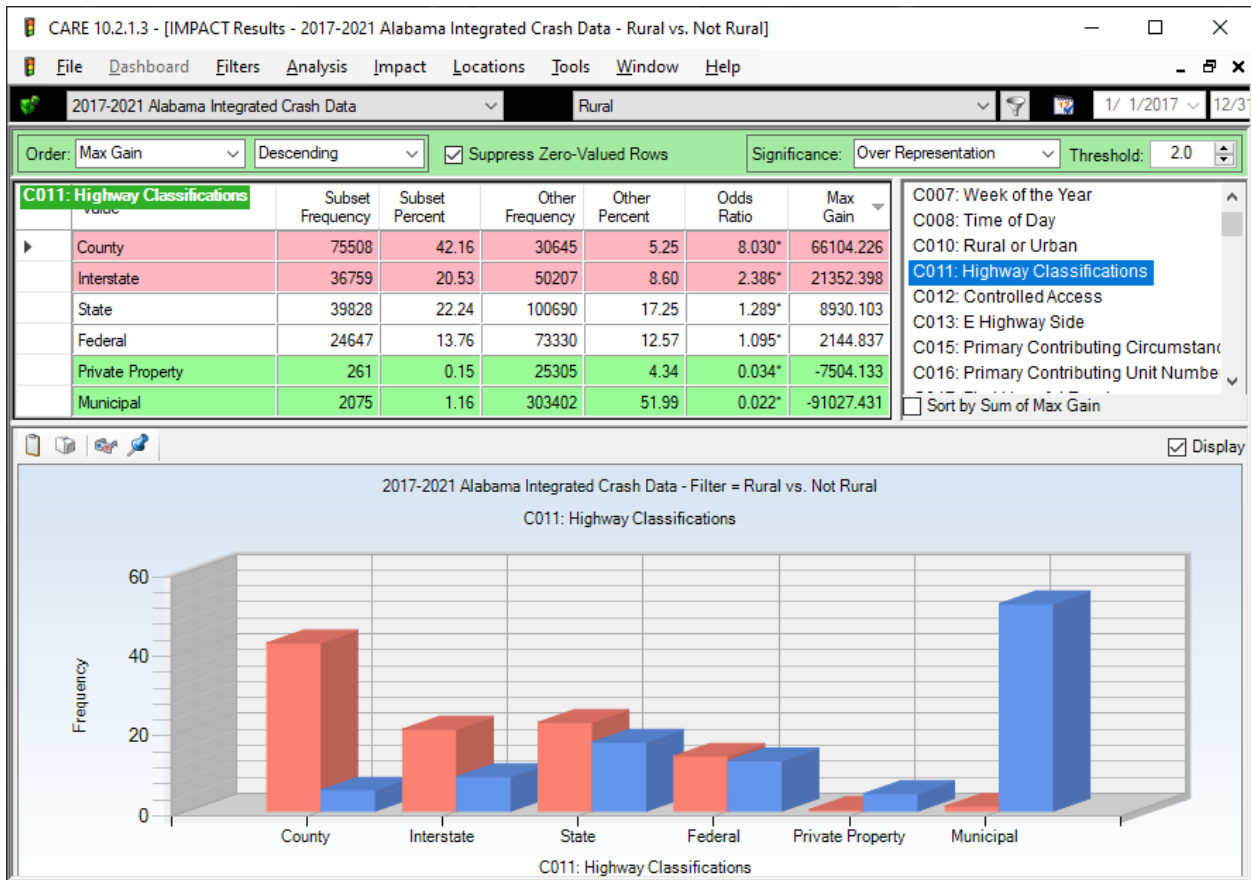 CARE 10.2.1.3 - [IMPACT Results - 2017-2021 Alabama Integrated Crash Data - Rural vs. Not Rural]
File Dashboard Filters Analysis Impact Locations Tools Window Help
2017-2021 Alabama Integrated Crash Data Rural 1/ 1/2017 12/31
Order: Max Gain Descending Suppress Zero-Valued Rows Significance: Over Representation Threshold: 2.0
C011: Highway Classifications
Subset Frequency Subset Percent Other Frequency Other Percent Odds Ratio Max Gain
County 75508 42.16 30645 5.25 8.030* 66104.226
Interstate 36759 20.53 50207 8.60 2.386* 21352.398
State 39828 22.24 100690 17.25 1.289* 8930.103
Federal 24647 13.76 73330 12.57 1.095* 2144.837
Private Property 261 0.15 25305 4.34 0.034* -7504.133
Municipal 2075 1.16 303402 51.99 0.022* -91027.431
C007: Week of the Year
C008: Time of Day
C010: Rural or Urban
C011: Highway Classifications
C012: Controlled Access
C013: E Highway Side
C015: Primary Contributing Circumstanc
C016: Primary Contributing Unit Numbe
Sort by Sum of Max Gain
Display
2017-2021 Alabama Integrated Crash Data - Filter = Rural vs. Not Rural
C011: Highway Classifications
Frequency
60
40
20
0
County Interstate State Federal Private Property Municipal
C011: Highway Classifications